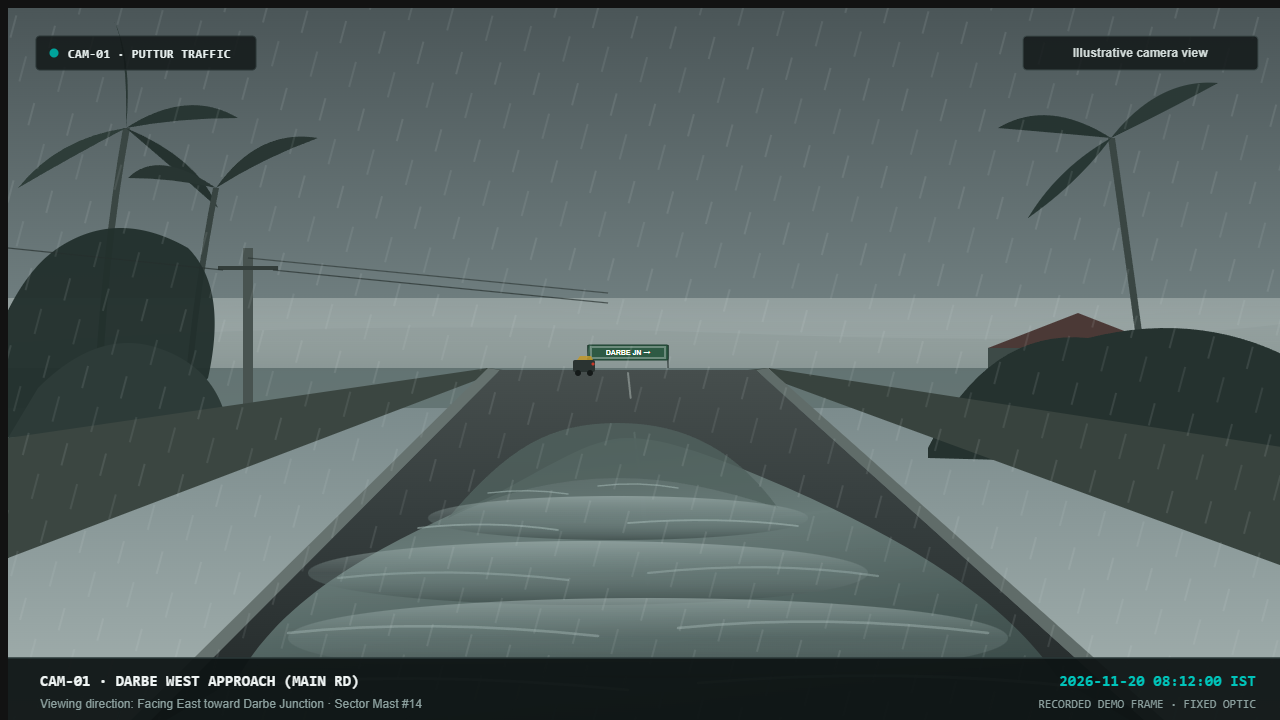 CAM-01 · PUTTUR TRAFFIC
Illustrative camera view
DARBE JN →
CAM-01 · DARBE WEST APPROACH (MAIN RD)
2026-11-20 08:12:00 IST
Viewing direction: Facing East toward Darbe Junction · Sector Mast #14
RECORDED DEMO FRAME · FIXED OPTIC